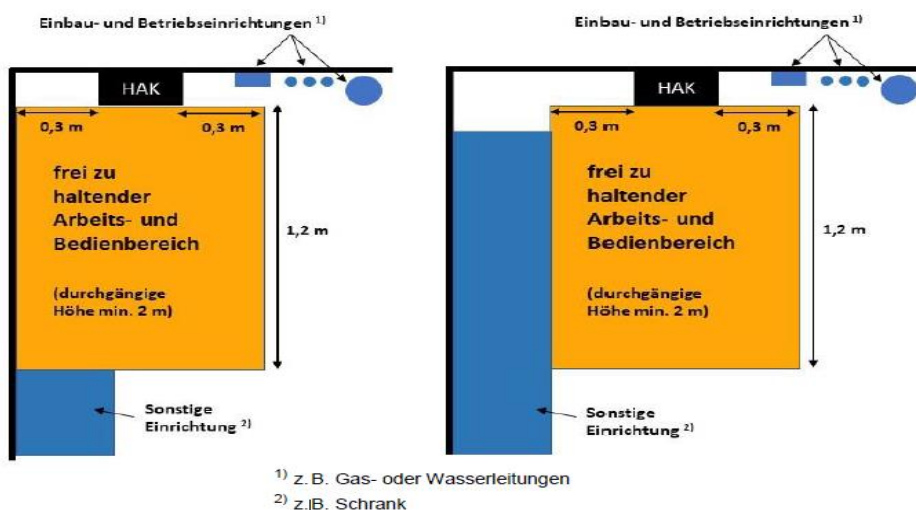 Einbau- und Betriebseinrichtungen ¹⁾
HAK
0,3 m
0,3 m
frei zu
haltender
Arbeits- und
Bedienbereich
(durchgängige
Höhe min. 2 m)
1,2 m
Sonstige
Einrichtung ²⁾
Einbau- und Betriebseinrichtungen ¹⁾
HAK
0,3 m
0,3 m
frei zu
haltender
Arbeits- und
Bedienbereich
(durchgängige
Höhe min. 2 m)
1,2 m
Sonstige
Einrichtung ²⁾
¹⁾ z. B. Gas- oder Wasserleitungen
²⁾ z.B. Schrank